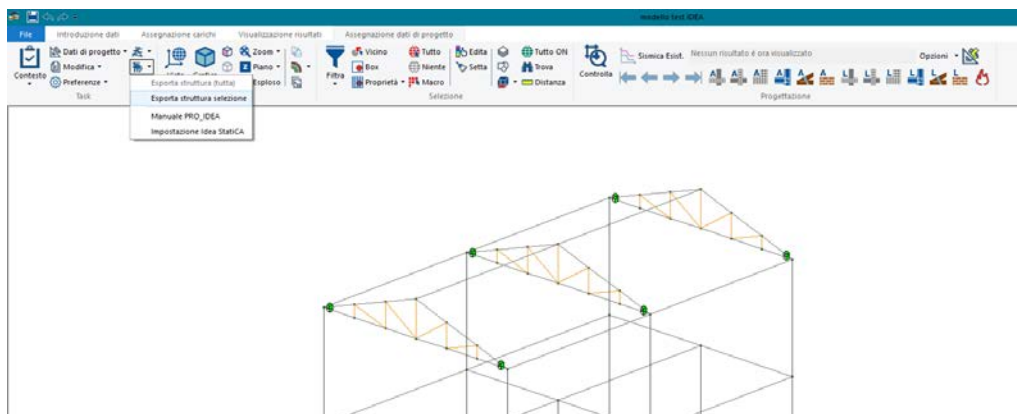 modello test IDEA
File Introduzione dati Assegnazione carichi Visualizzazione risultati Assegnazione dati di progetto
Dati di progetto Zoom Vicino Tutto Edita Tutto ON Sismica Esist. Nessun risultato è ora visualizzato Opzioni
Contesto Modifica Piano Filtra Box Niente Setta Trova Controlla
Preferenze Esploso Proprietà Macro Distanza
Task Selezione Progettazione
Esporta struttura (tutta)
Esporta struttura selezione
Manuale PRO_IDEA
Impostazione Idea StatiCA